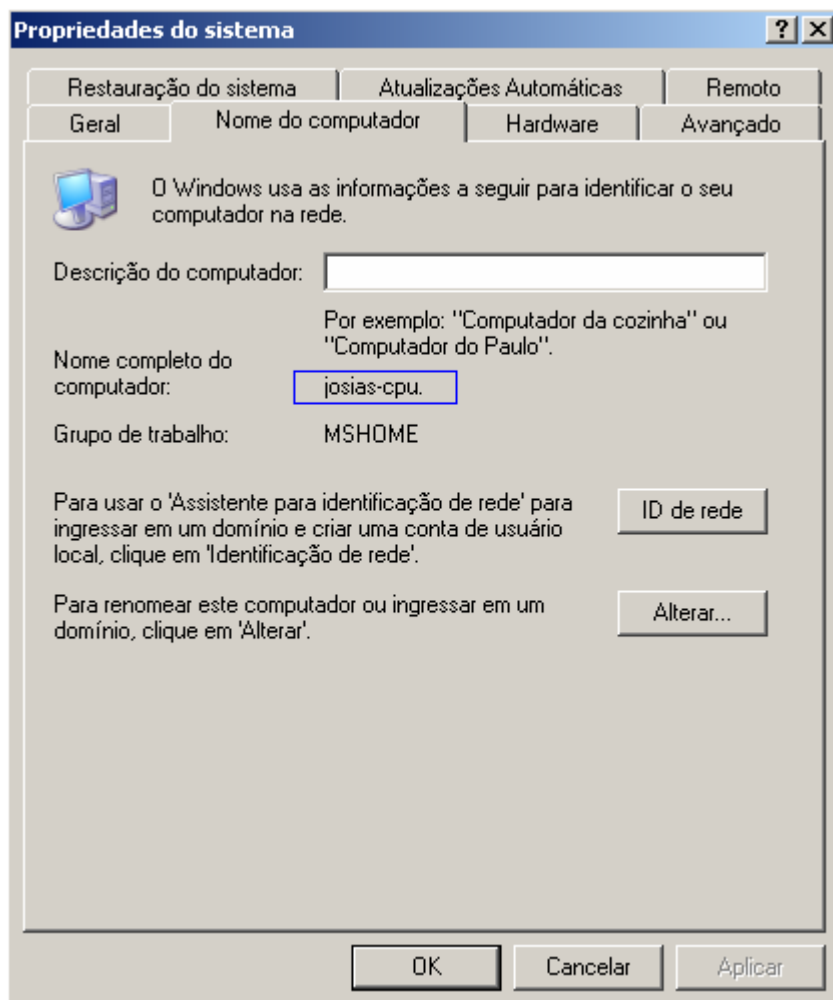 Propriedades do sistema
Restauração do sistema
Atualizações Automáticas
Remoto
Geral
Nome do computador
Hardware
Avançado
O Windows usa as informações a seguir para identificar o seu
computador na rede.
Descrição do computador:
Por exemplo: "Computador da cozinha" ou
"Computador do Paulo".
Nome completo do
computador:
josias-cpu.
Grupo de trabalho:
MSHOME
Para usar o 'Assistente para identificação de rede' para
ingressar em um domínio e criar uma conta de usuário
local, clique em 'Identificação de rede'.
ID de rede
Para renomear este computador ou ingressar em um
domínio, clique em 'Alterar'.
Alterar...
OK
Cancelar
Aplicar